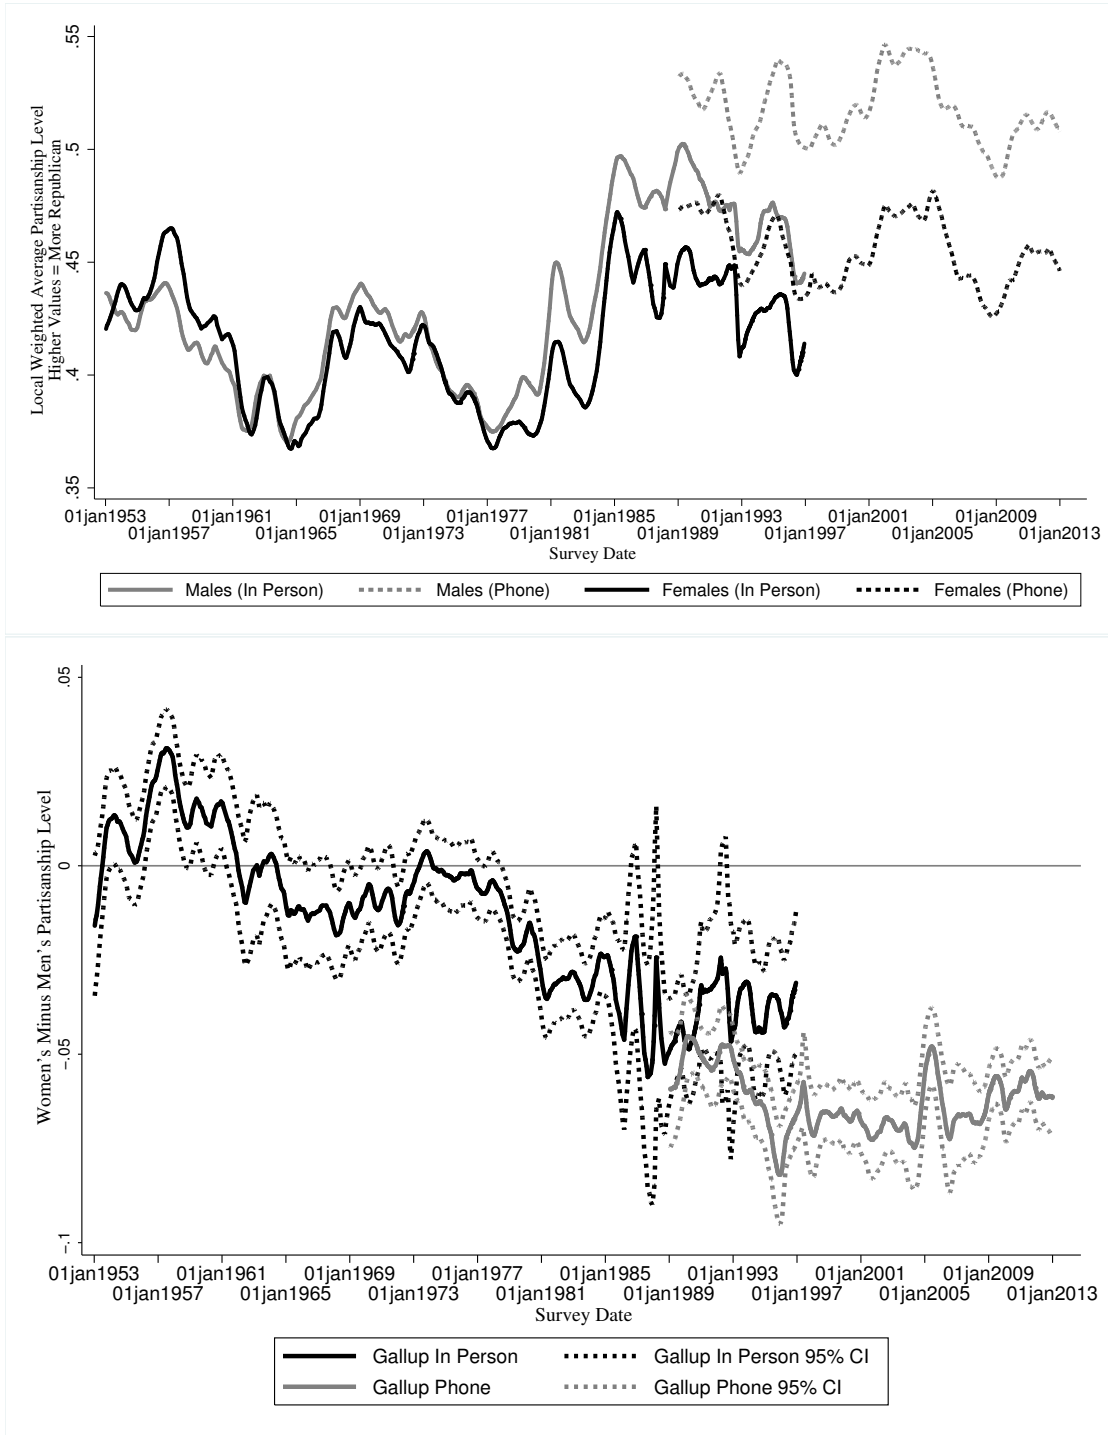 Local Weighted Average Partisanship Level
Higher Values = More Republican
.55
.5
.45
.4
.35
01jan1953
01jan1957
01jan1961
01jan1965
01jan1969
01jan1973
01jan1977
01jan1981
01jan1985
01jan1989
01jan1993
01jan1997
01jan2001
01jan2005
01jan2009
01jan2013
Survey Date
Males (In Person)
Males (Phone)
Females (In Person)
Females (Phone)
Women's Minus Men's Partisanship Level
.05
0
-.05
-.1
01jan1953
01jan1957
01jan1961
01jan1965
01jan1969
01jan1973
01jan1977
01jan1981
01jan1985
01jan1989
01jan1993
01jan1997
01jan2001
01jan2005
01jan2009
01jan2013
Survey Date
Gallup In Person
Gallup In Person 95% CI
Gallup Phone
Gallup Phone 95% CI